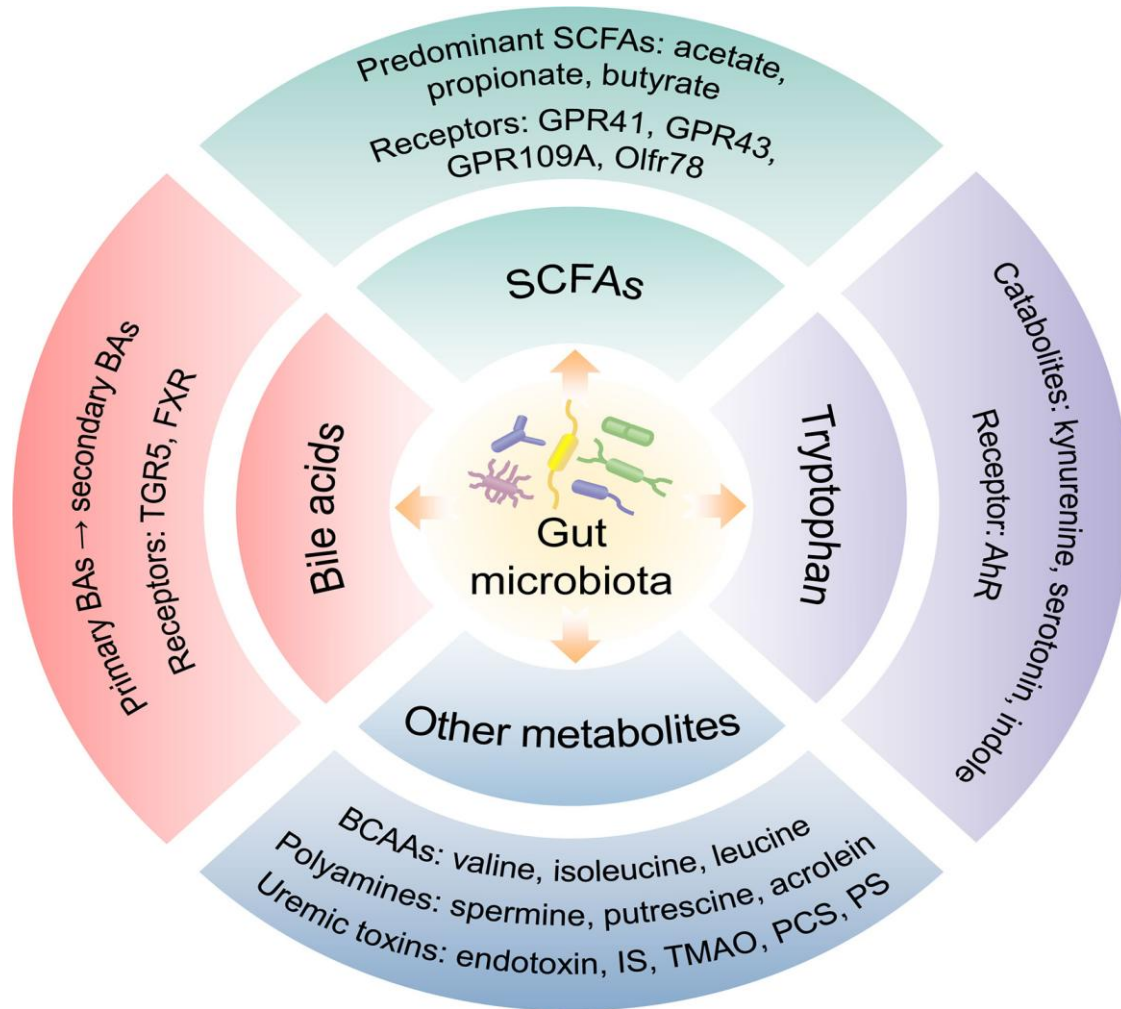 Predominant SCFAs: acetate,
propionate, butyrate
Receptors: GPR41, GPR43,
GPR109A, Olfr78
SCFAs
Primary BAs → secondary BAs
Receptors: TGR5, FXR
Bile acids
Gut
microbiota
Tryptophan
Catabolites: kynurenine, serotonin, indole
Receptor: AhR
Other metabolites
BCAAs: valine, isoleucine, leucine
Polyamines: spermine, putrescine, acrolein
Uremic toxins: endotoxin, IS, TMAO, PCS, PS